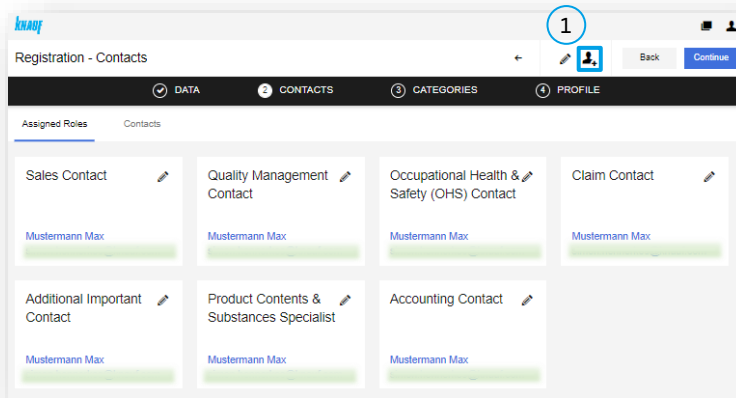 KNAUF
1
Registration - Contacts
Back
Continue
DATA
2 CONTACTS
3 CATEGORIES
4 PROFILE
Assigned Roles
Contacts
Sales Contact
Quality Management
Contact
Occupational Health &
Safety (OHS) Contact
Claim Contact
Mustermann Max
Mustermann Max
Mustermann Max
Mustermann Max
Additional Important
Contact
Product Contents &
Substances Specialist
Accounting Contact
Mustermann Max
Mustermann Max
Mustermann Max